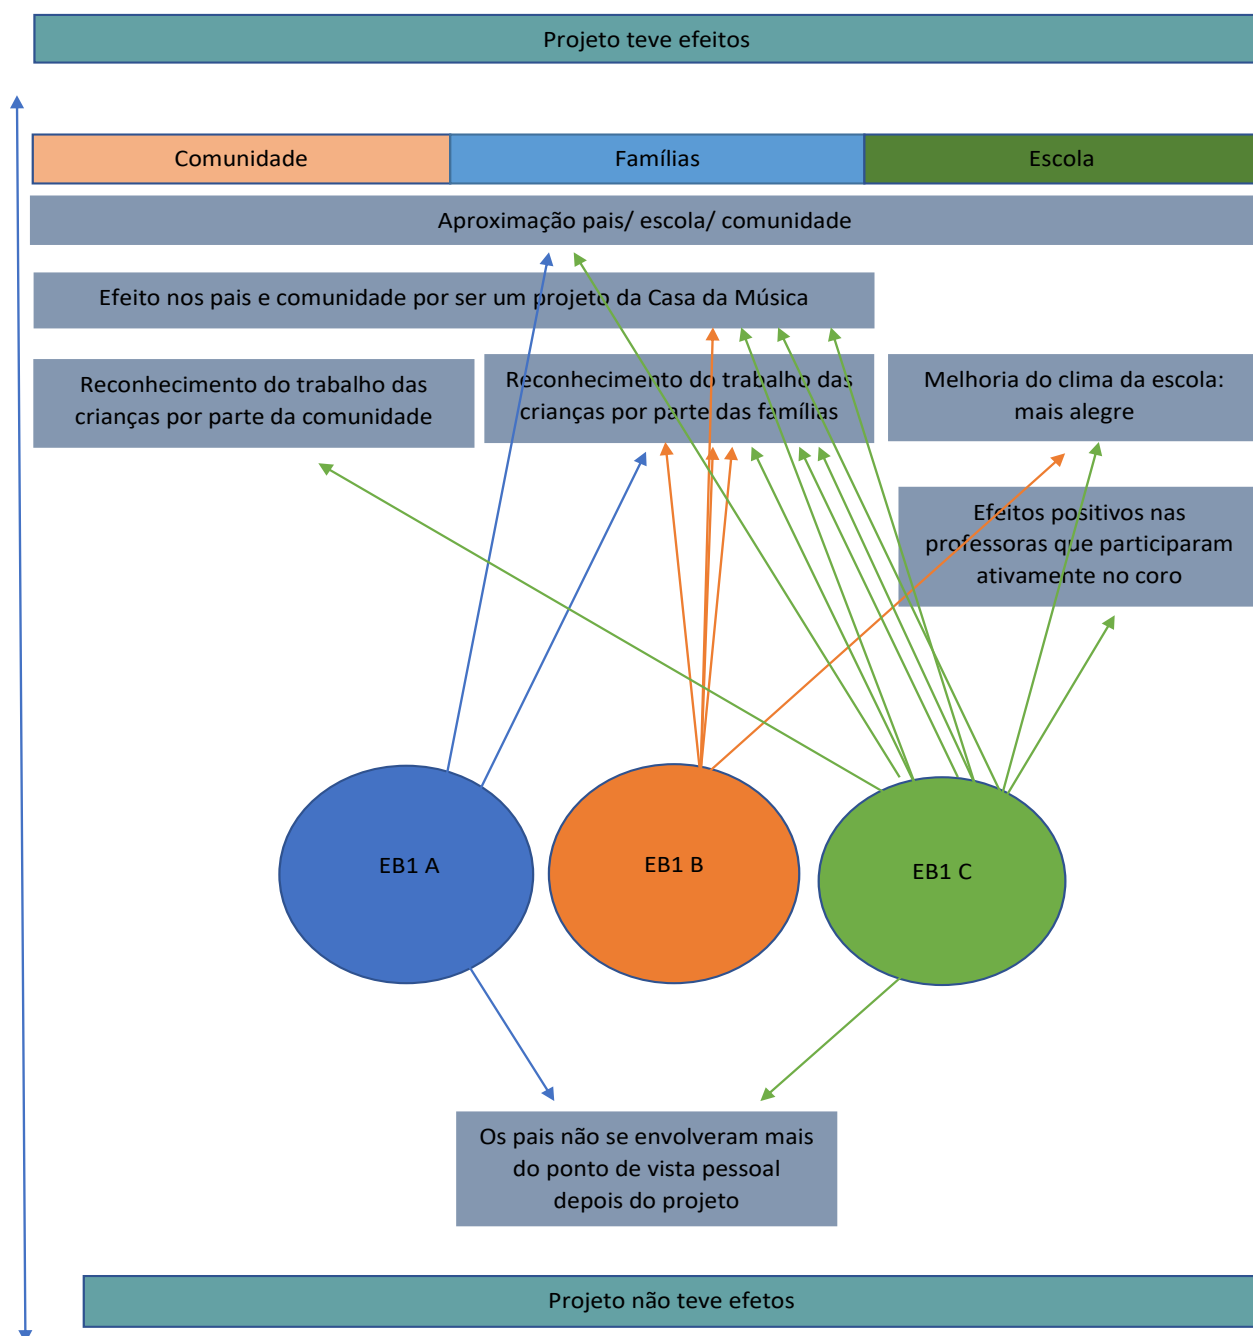 Projeto teve efeitos
Comunidade
Famílias
Escola
Aproximação pais/ escola/ comunidade
Efeito nos pais e comunidade por ser um projeto da Casa da Música
Reconhecimento do trabalho das
crianças por parte da comunidade
Reconhecimento do trabalho das
crianças por parte das famílias
Melhoria do clima da escola:
mais alegre
Efeitos positivos nas
professoras que participaram
ativamente no coro
EB1 A
EB1 B
EB1 C
Os pais não se envolveram mais
do ponto de vista pessoal
depois do projeto
Projeto não teve efetos